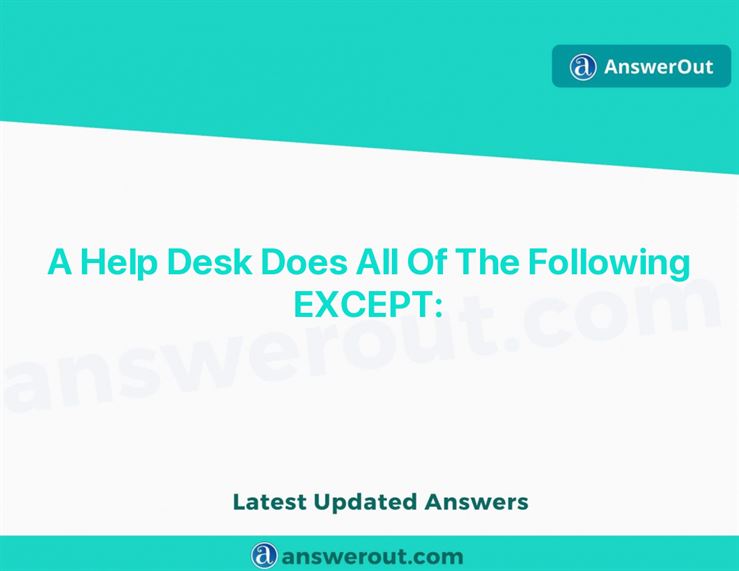 AnswerOut
A Help Desk Does All Of The Following
EXCEPT:
answerout.com
Latest Updated Answers
answerout.com